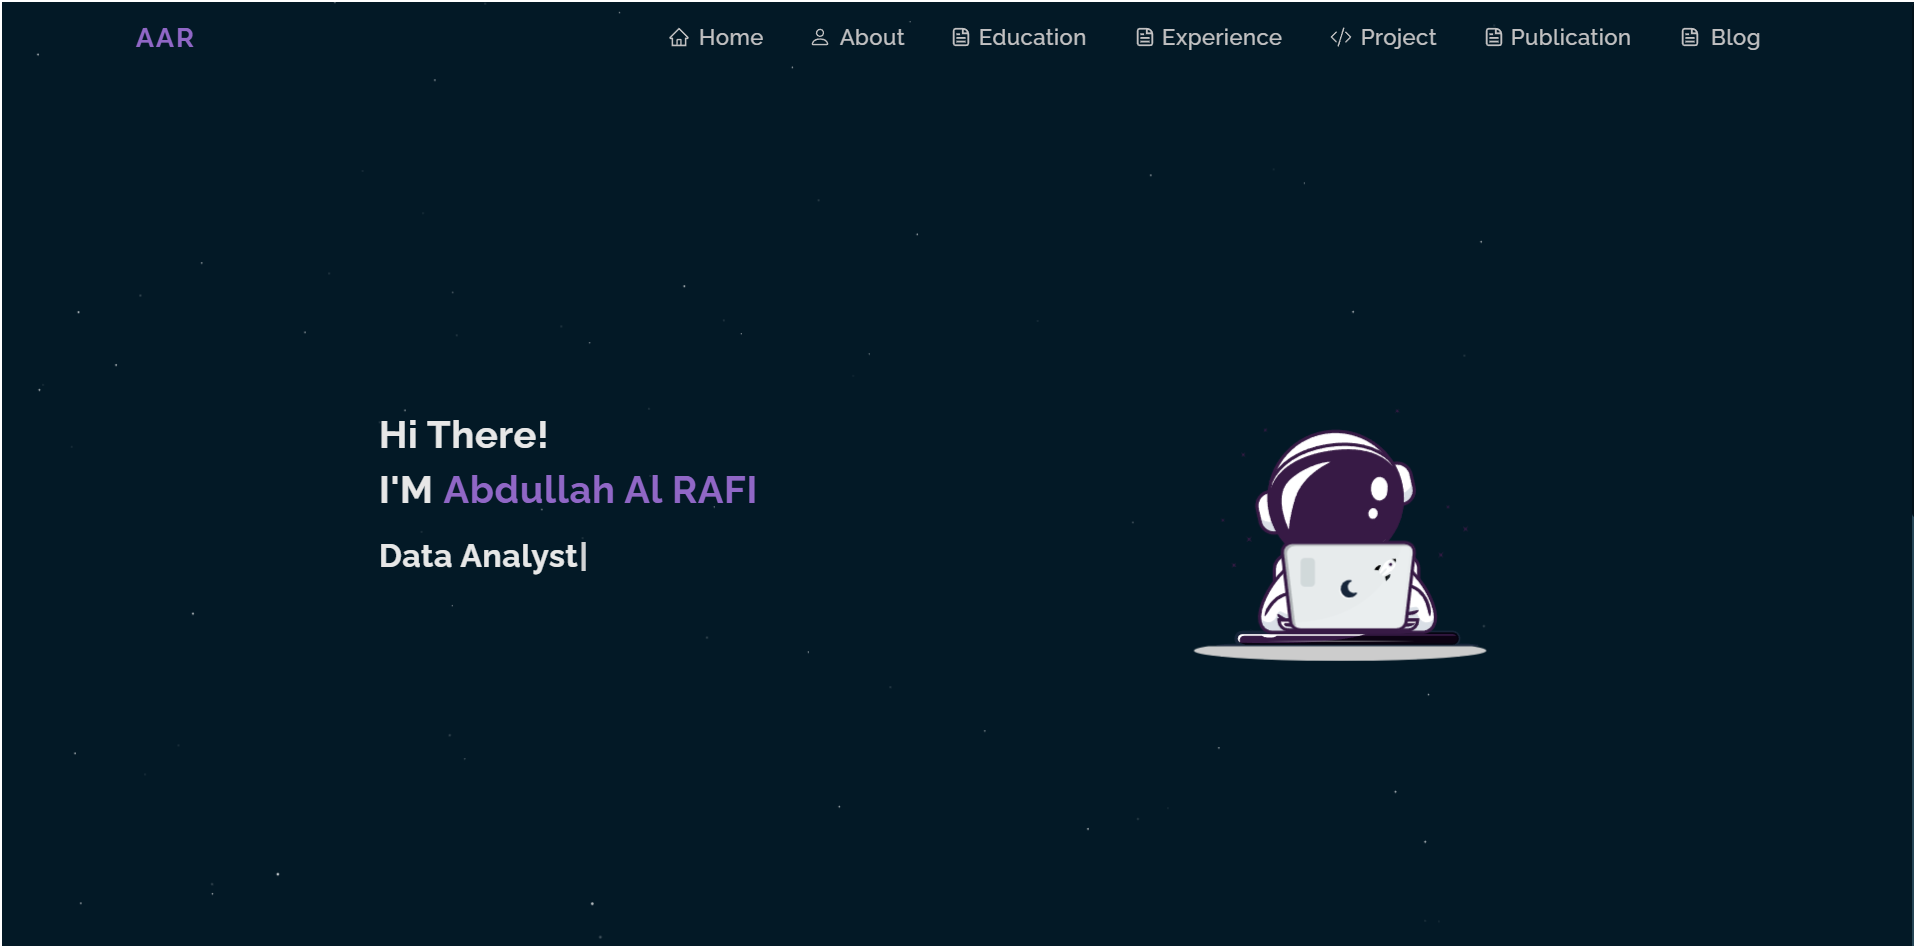 AAR
Home About Education Experience Project Publication Blog
Hi There!
I'M Abdullah Al RAFI
Data Analyst|